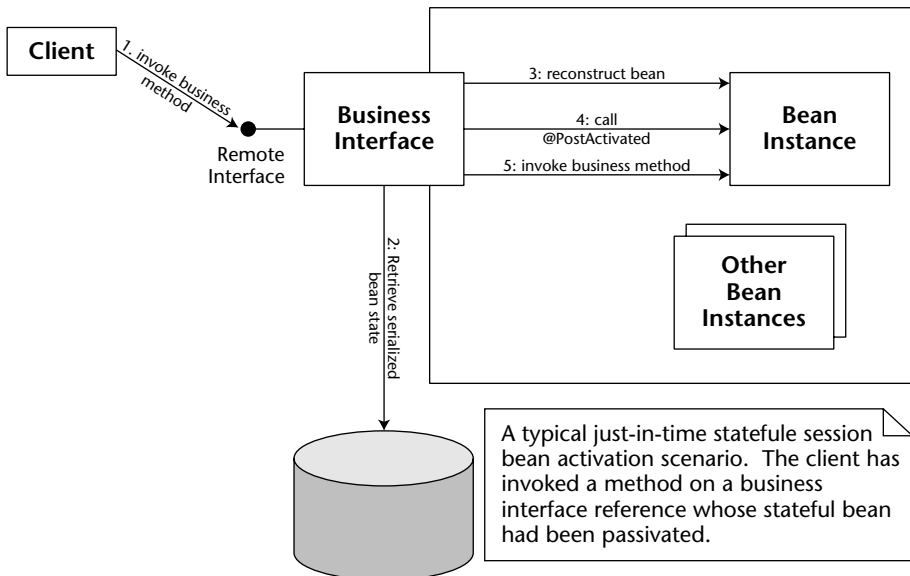 Client
1. invoke business
method
Remote
Interface
Business
Interface
3: reconstruct bean
4: call
@PostActivated
5: invoke business method
Bean
Instance
2: Retrieve serialized
bean state
Other
Bean
Instances
A typical just-in-time statefule session
bean activation scenario. The client has
invoked a method on a business
interface reference whose stateful bean
had been passivated.